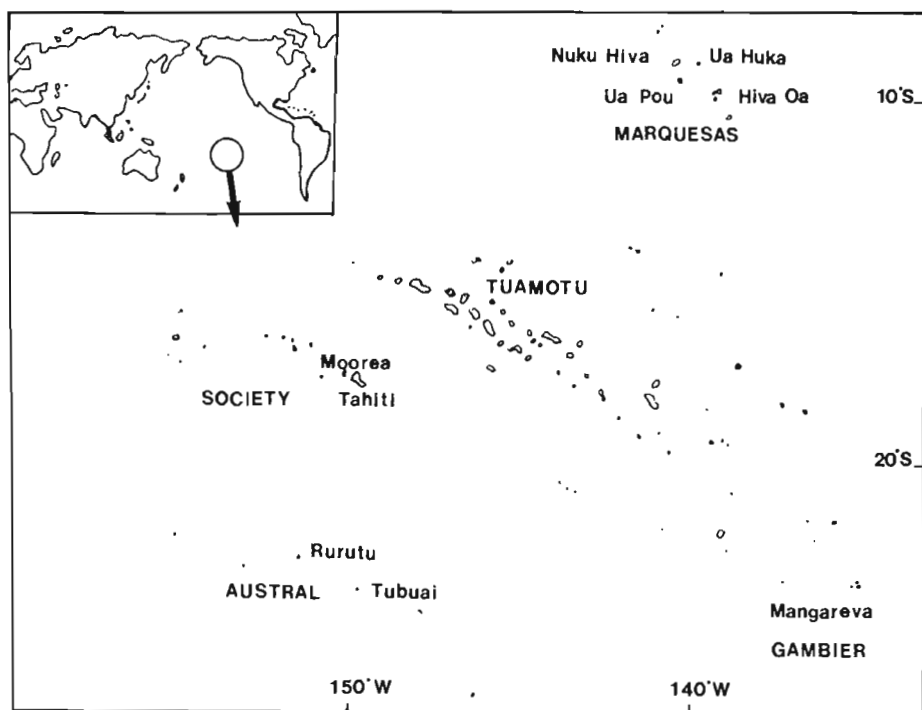 Nuku Hiva Ua Huka
Ua Pou Hiva Oa 10°S
MARQUESAS
TUAMOTU
Moorea
SOCIETY Tahiti
20°S
Rurutu
AUSTRAL Tubuai
Mangareva
GAMBIER
150°W 140°W